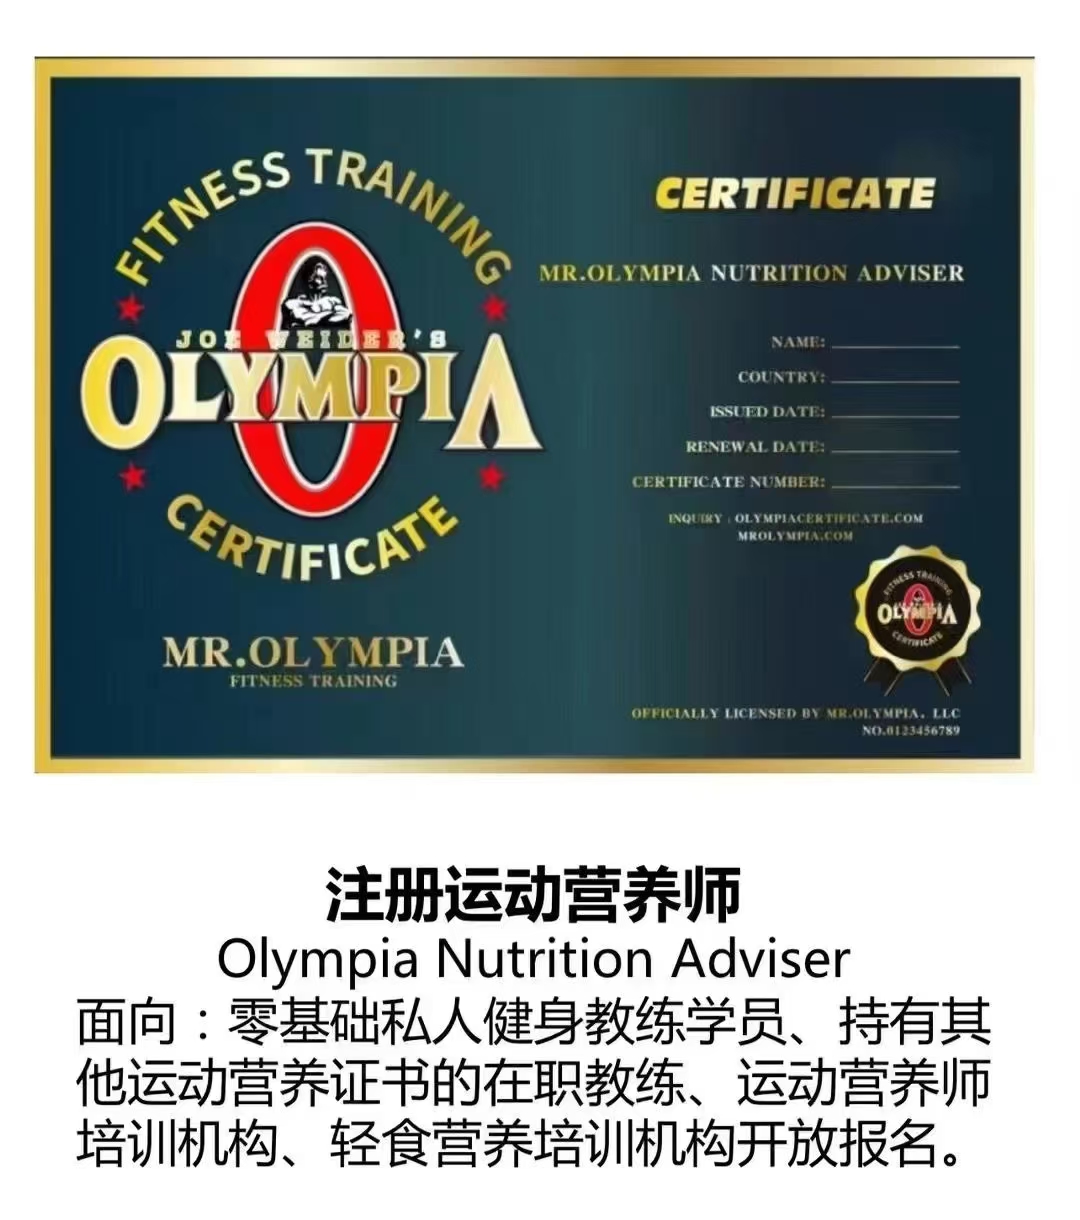 FITNESS TRAINING
JOE WEIDER'S
OLYMPIA
CERTIFICATE
MR.OLYMPIA
FITNESS TRAINING
CERTIFICATE
MR.OLYMPIA NUTRITION ADVISER
NAME:
COUNTRY:
ISSUED DATE:
RENEWAL DATE:
CERTIFICATE NUMBER:
INQUIRY : OLYMPIACERTIFICATE.COM
MROLYMPIA.COM
FITNESS TRAINING
OLYMPIA
CERTIFICATE
OFFICIALLY LICENSED BY MR.OLYMPIA, LLC
NO.0123456789
注册运动营养师
Olympia Nutrition Adviser
面向：零基础私人健身教练学员、持有其
他运动营养证书的在职教练、运动营养师
培训机构、轻食营养培训机构开放报名。